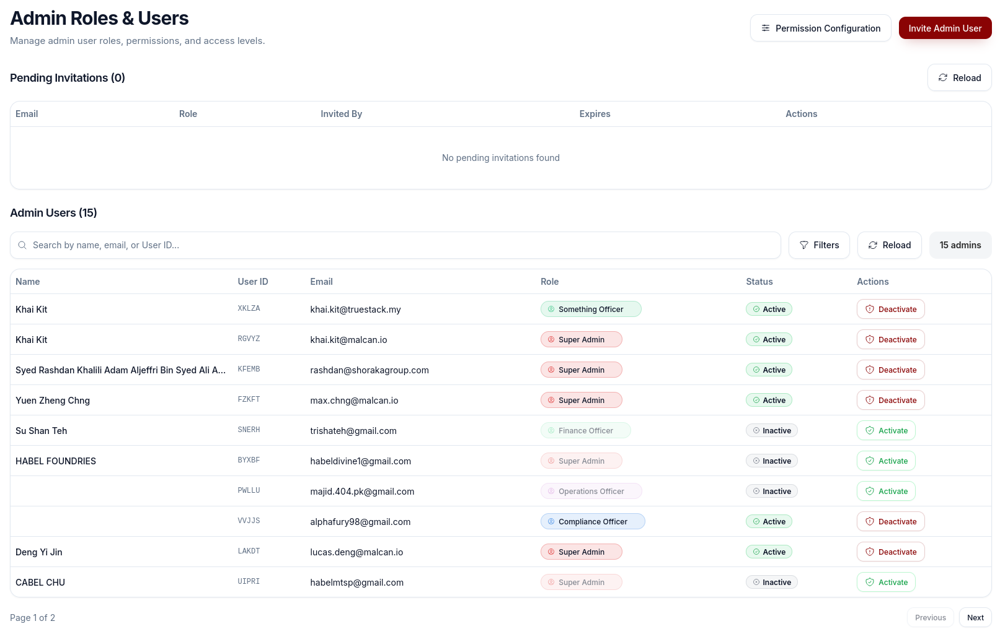 Admin Roles & Users
Manage admin user roles, permissions, and access levels.
Permission Configuration
Invite Admin User
Pending Invitations (0)
Reload
Email Role Invited By Expires Actions
No pending invitations found
Admin Users (15)
Search by name, email, or User ID...
Filters
Reload
15 admins
Name User ID Email Role Status Actions
Khai Kit XKLZA khai.kit@truestack.my Something Officer Active Deactivate
Khai Kit RGVYZ khai.kit@malcan.io Super Admin Active Deactivate
Syed Rashdan Khalili Adam Aljeffri Bin Syed Ali A... KFEMB rashdan@shorakagroup.com Super Admin Active Deactivate
Yuen Zheng Chng FZKFT max.chng@malcan.io Super Admin Active Deactivate
Su Shan Teh SNERH trishateh@gmail.com Finance Officer Inactive Activate
HABEL FOUNDRIES BYXBF habeldivine1@gmail.com Super Admin Inactive Activate
PWLLU majid.404.pk@gmail.com Operations Officer Inactive Activate
VVJJS alphafury98@gmail.com Compliance Officer Active Deactivate
Deng Yi Jin LAKDT lucas.deng@malcan.io Super Admin Active Deactivate
CABEL CHU UIPRI habelmtsp@gmail.com Super Admin Inactive Activate
Page 1 of 2
Previous
Next